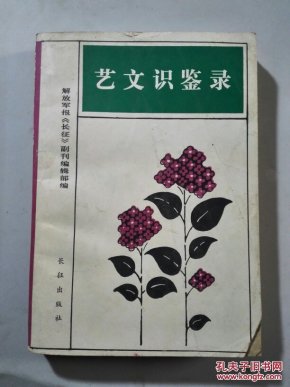 艺文识鉴录
解放军报《长征》副刊编辑部编
长征出版社
孔夫子旧书网